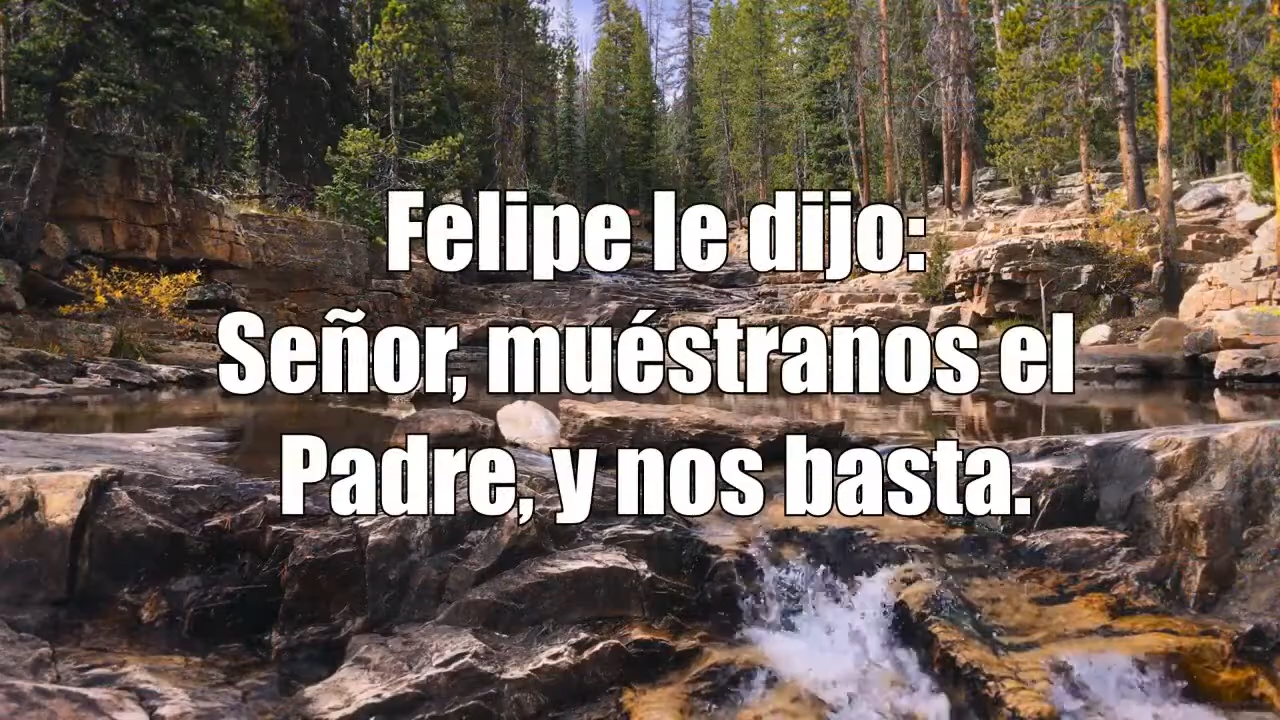 Felipe le dijo:
Señor, muéstranos el
Padre, y nos basta.